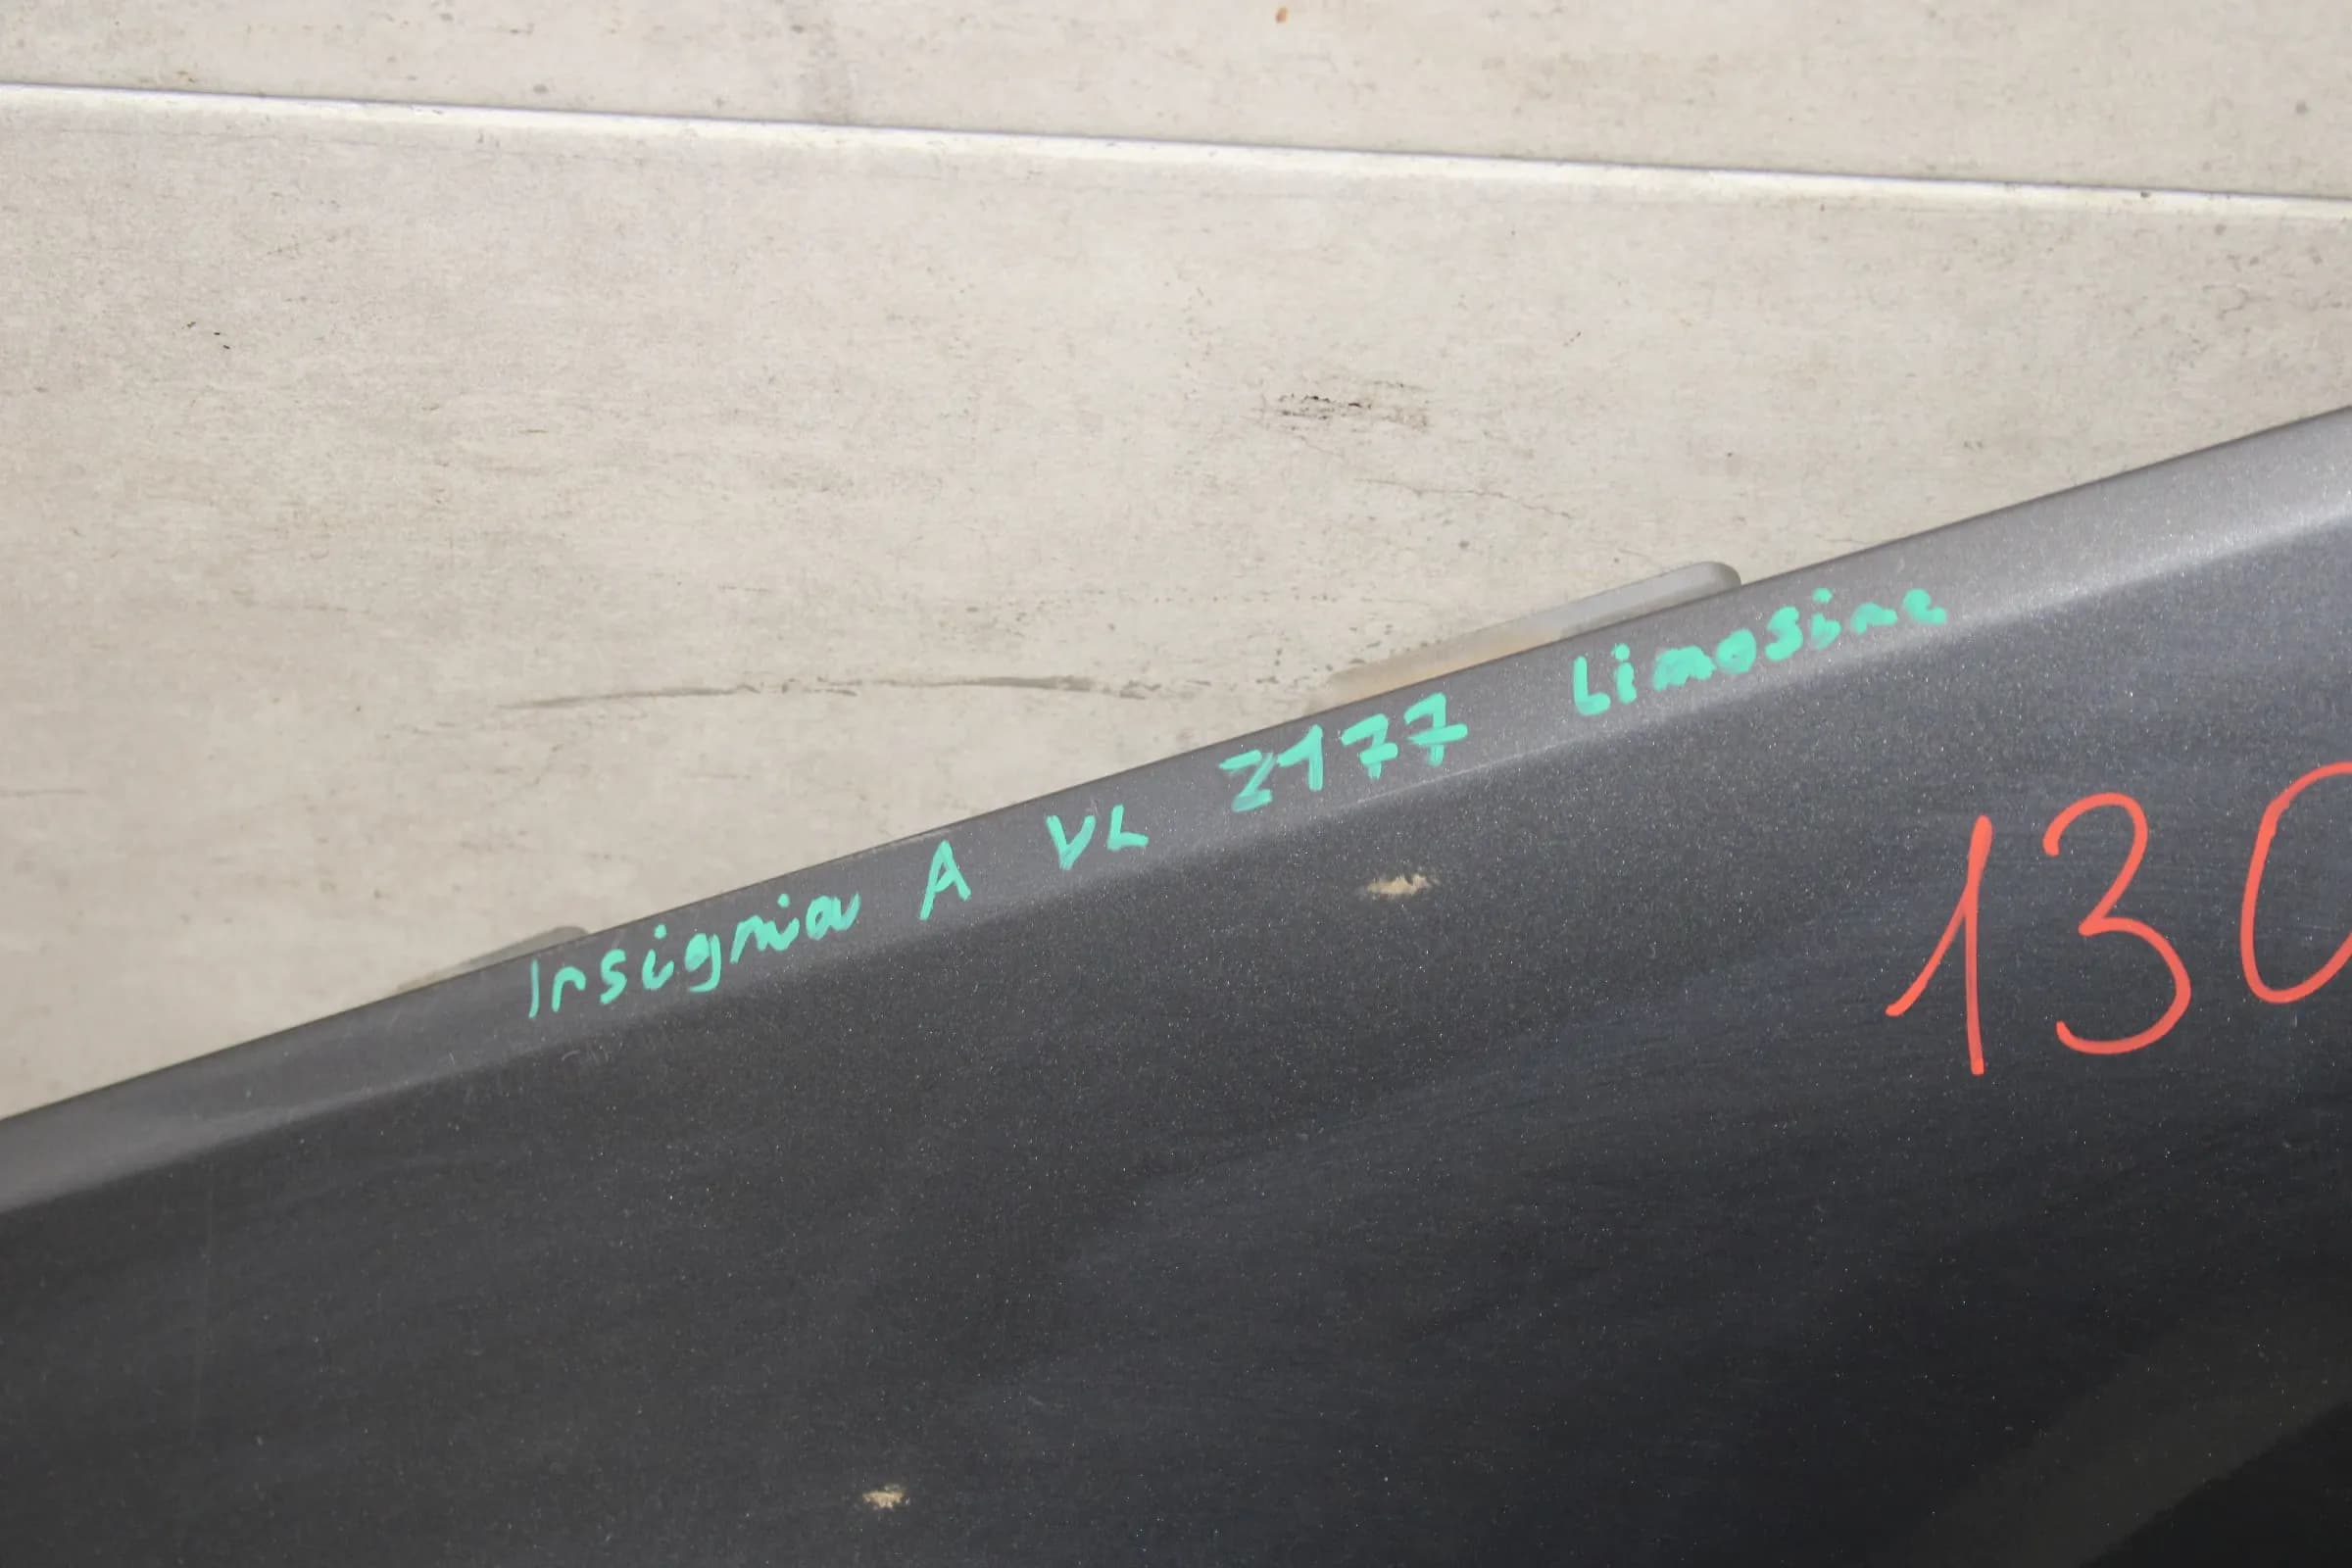 Insignia A VL Z177 Limosine
130